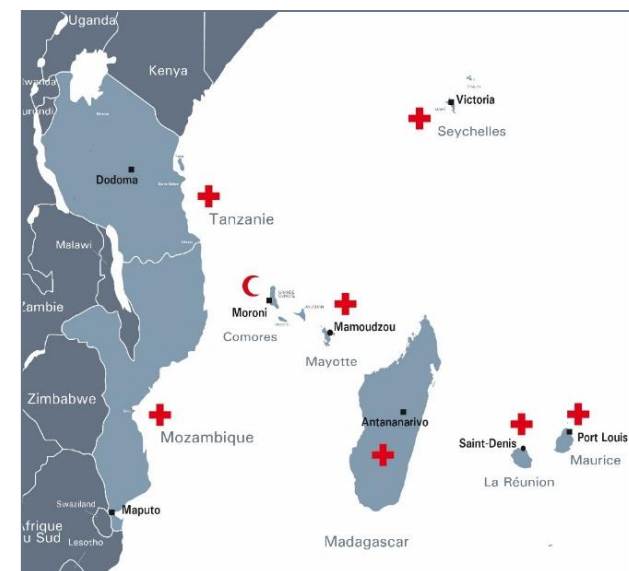 Uganda
Kenya
Victoria
Seychelles
Dodoma
Tanzanie
Malawi
Moroni
Comores
Mamoudzou
Mayotte
Zimbabwe
Mozambique
Antananarivo
Saint-Denis
Port Louis
Maurice
La Réunion
Swaziland
Maputo
Lesotho
Madagascar